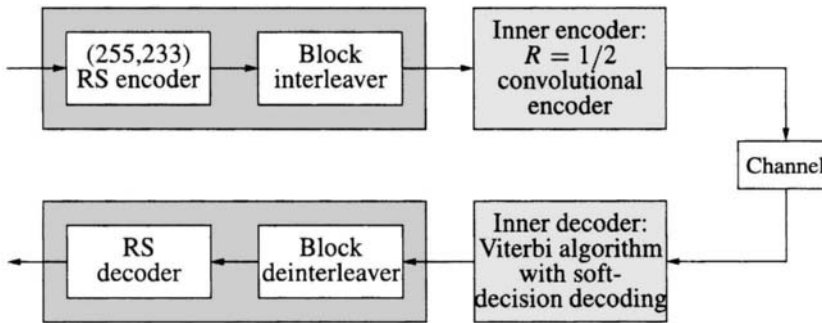 (255,233)
RS encoder
Block
interleaver
Inner encoder:
R = 1/2
convolutional
encoder
Channel
RS
decoder
Block
deinterleaver
Inner decoder:
Viterbi algorithm
with soft-
decision decoding